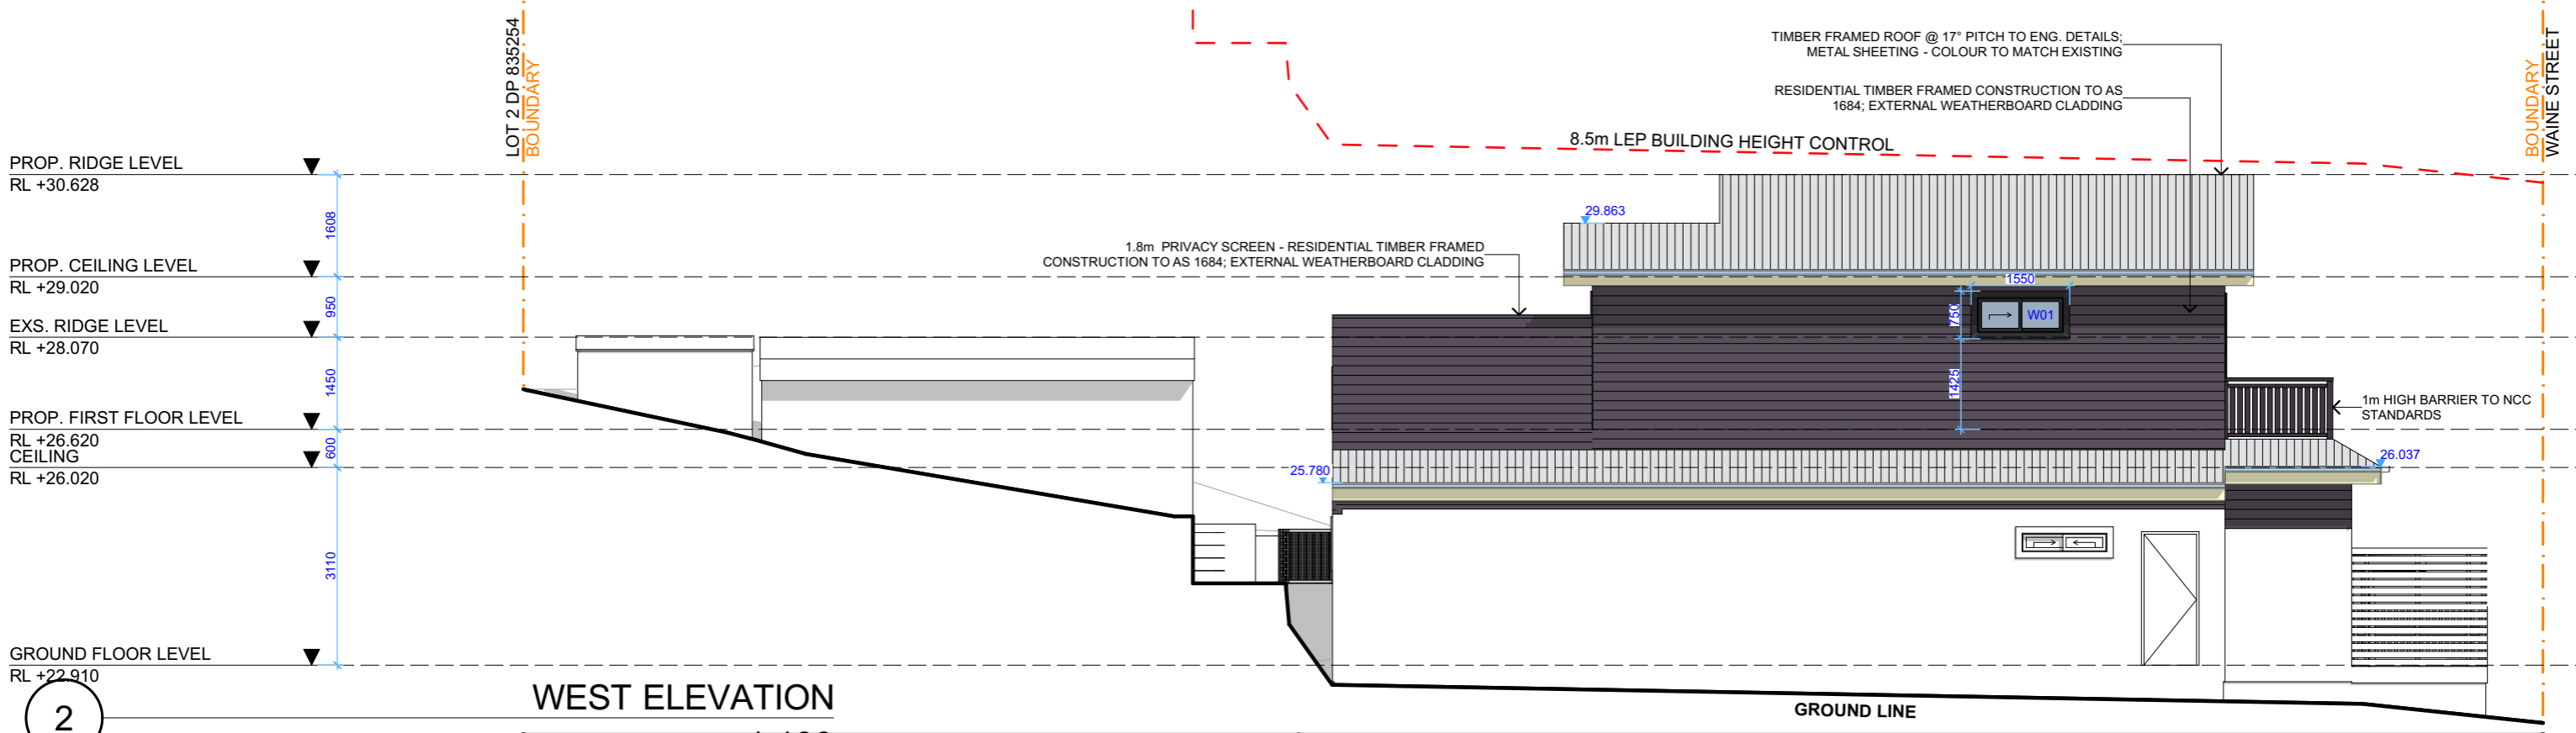 LOT 2 DP 835254
BOUNDARY
TIMBER FRAMED ROOF @ 17° PITCH TO ENG. DETAILS;
METAL SHEETING - COLOUR TO MATCH EXISTING
RESIDENTIAL TIMBER FRAMED CONSTRUCTION TO AS
1684; EXTERNAL WEATHERBOARD CLADDING
BOUNDARY
WAINE STREET
8.5m LEP BUILDING HEIGHT CONTROL
PROP. RIDGE LEVEL
RL +30.628
1608
29.863
1.8m PRIVACY SCREEN - RESIDENTIAL TIMBER FRAMED
CONSTRUCTION TO AS 1684; EXTERNAL WEATHERBOARD CLADDING
PROP. CEILING LEVEL
RL +29.020
950
1550
750
W01
EXS. RIDGE LEVEL
RL +28.070
1450
1425
1m HIGH BARRIER TO NCC
STANDARDS
PROP. FIRST FLOOR LEVEL
RL +26.620
600
CEILING
RL +26.020
25.780
26.037
3110
GROUND FLOOR LEVEL
RL +22.910
2
WEST ELEVATION
GROUND LINE